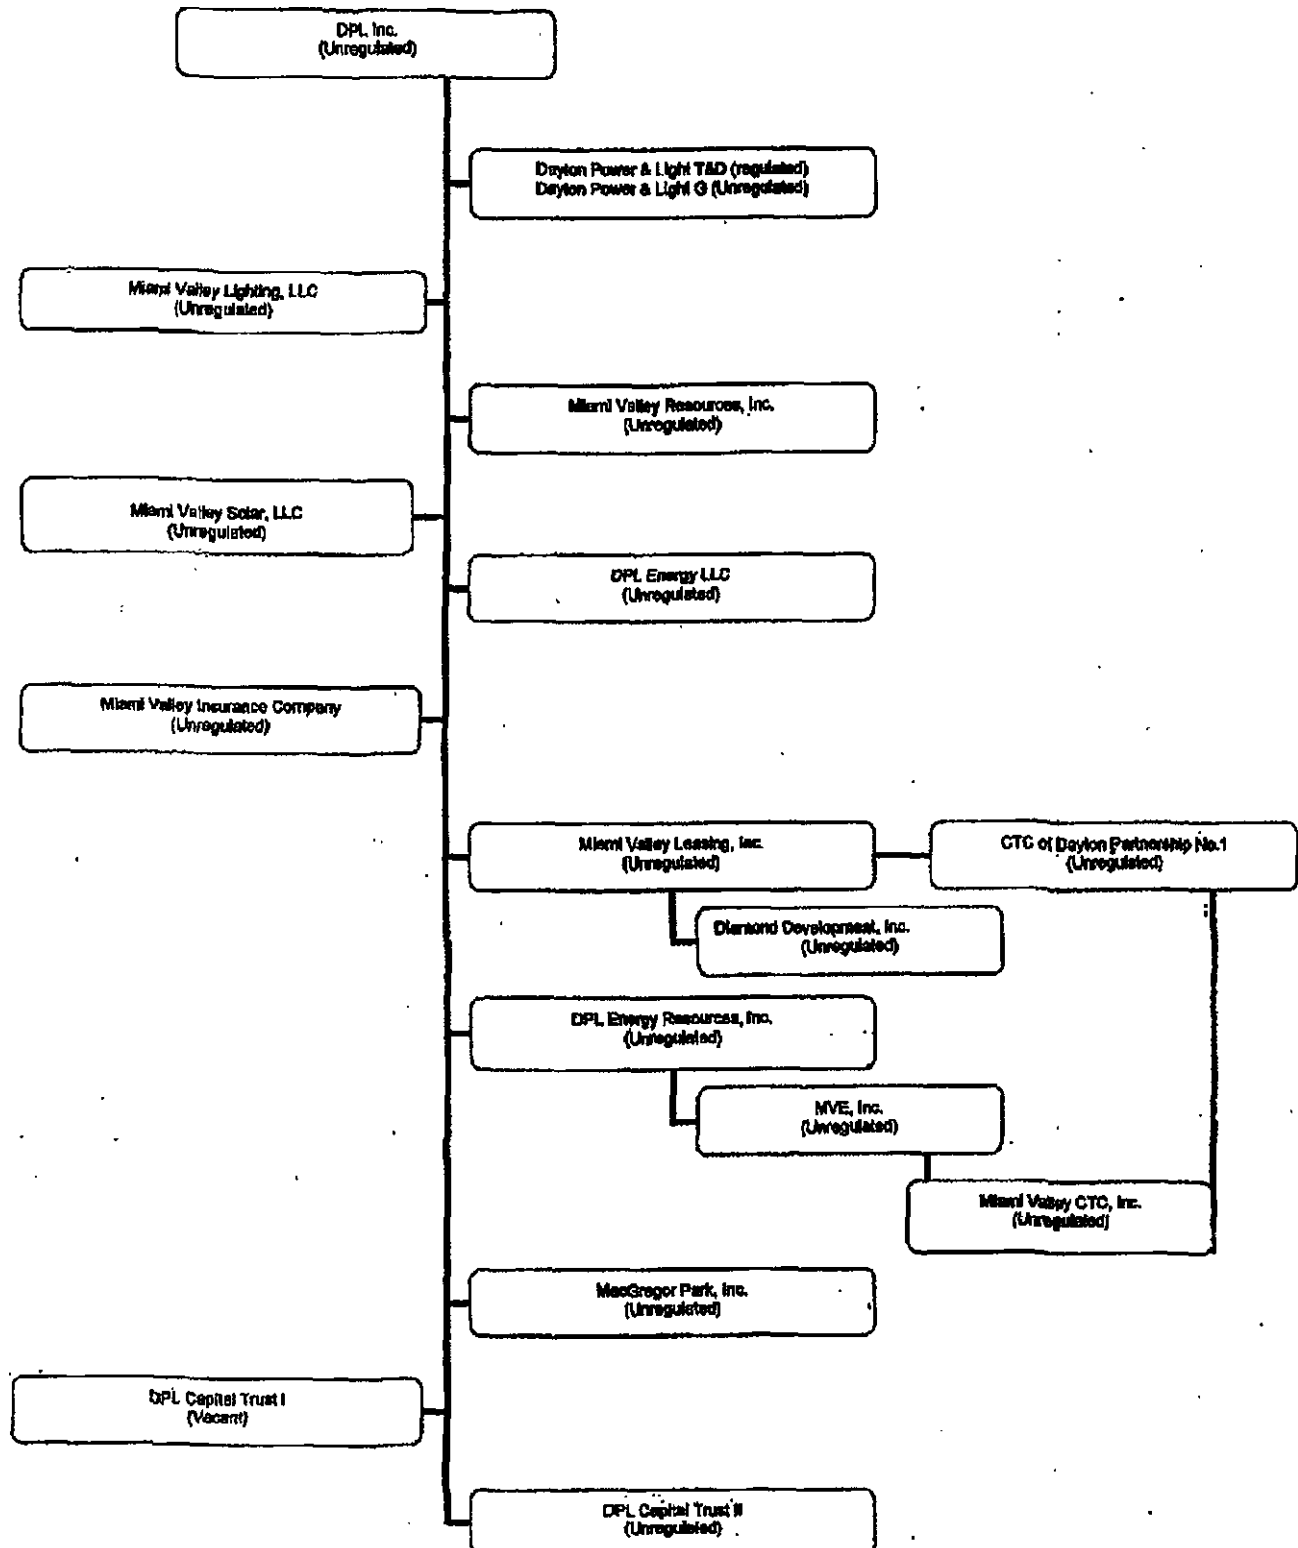 DPL Inc.
(Unregulated)
Dayton Power & Light T&D (regulated)
Dayton Power & Light G (Unregulated)
Miami Valley Lighting, LLC
(Unregulated)
Miami Valley Resources, Inc.
(Unregulated)
Miami Valley Solar, LLC
(Unregulated)
DPL Energy LLC
(Unregulated)
Miami Valley Insurance Company
(Unregulated)
Miami Valley Leasing, Inc.
(Unregulated)
CTC of Dayton Partnership No.1
(Unregulated)
Diamond Development, Inc.
(Unregulated)
DPL Energy Resources, Inc.
(Unregulated)
MVE, Inc.
(Unregulated)
Miami Valley CTC, Inc.
(Unregulated)
MacGregor Park, Inc.
(Unregulated)
DPL Capital Trust I
(Vacant)
DPL Capital Trust II
(Unregulated)